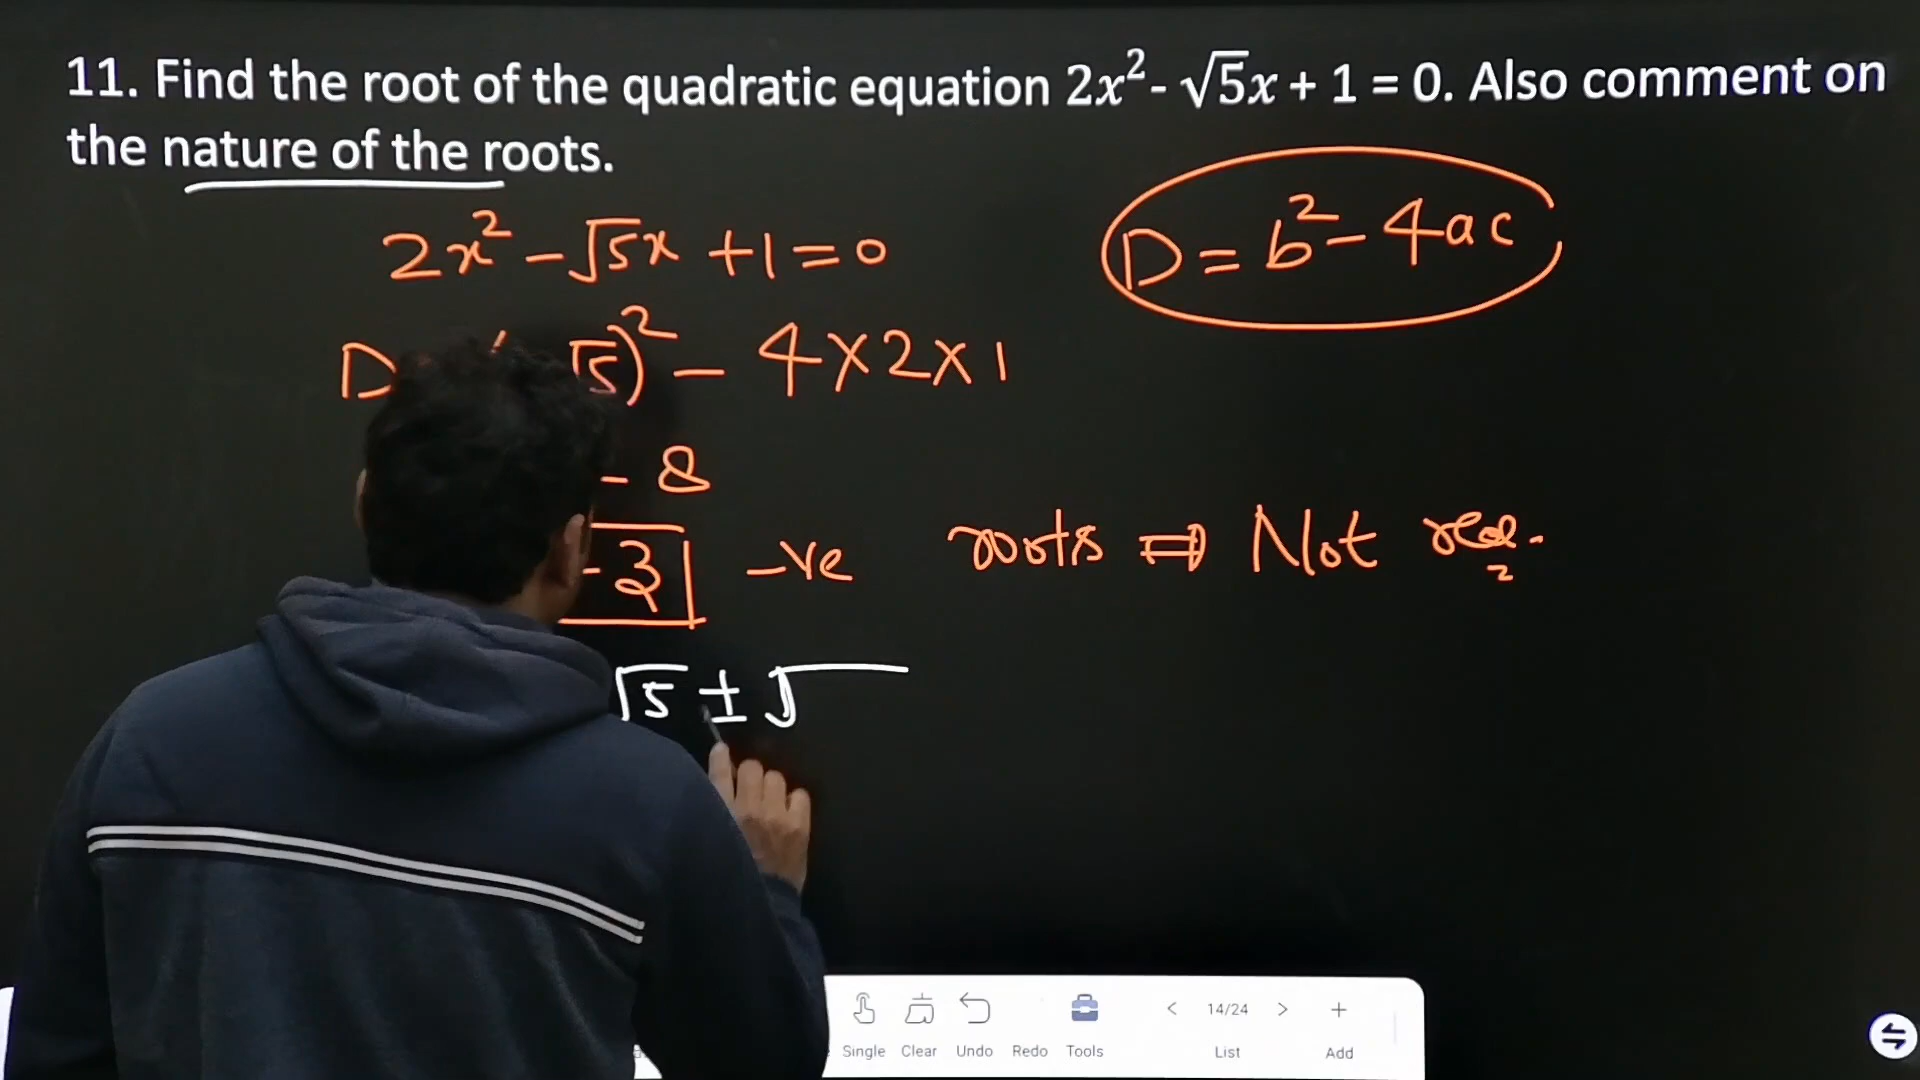 11. Find the root of the quadratic equation 2x² - √5x + 1 = 0. Also comment on
the nature of the roots.
2x² - √5x + 1 = 0
D = b² - 4ac
D √5)² - 4 × 2 × 1
- 8
-3 -ve roots ⇒ Not real.
√5 ± √
Single Clear Undo Redo Tools < 14/24 > List + Add